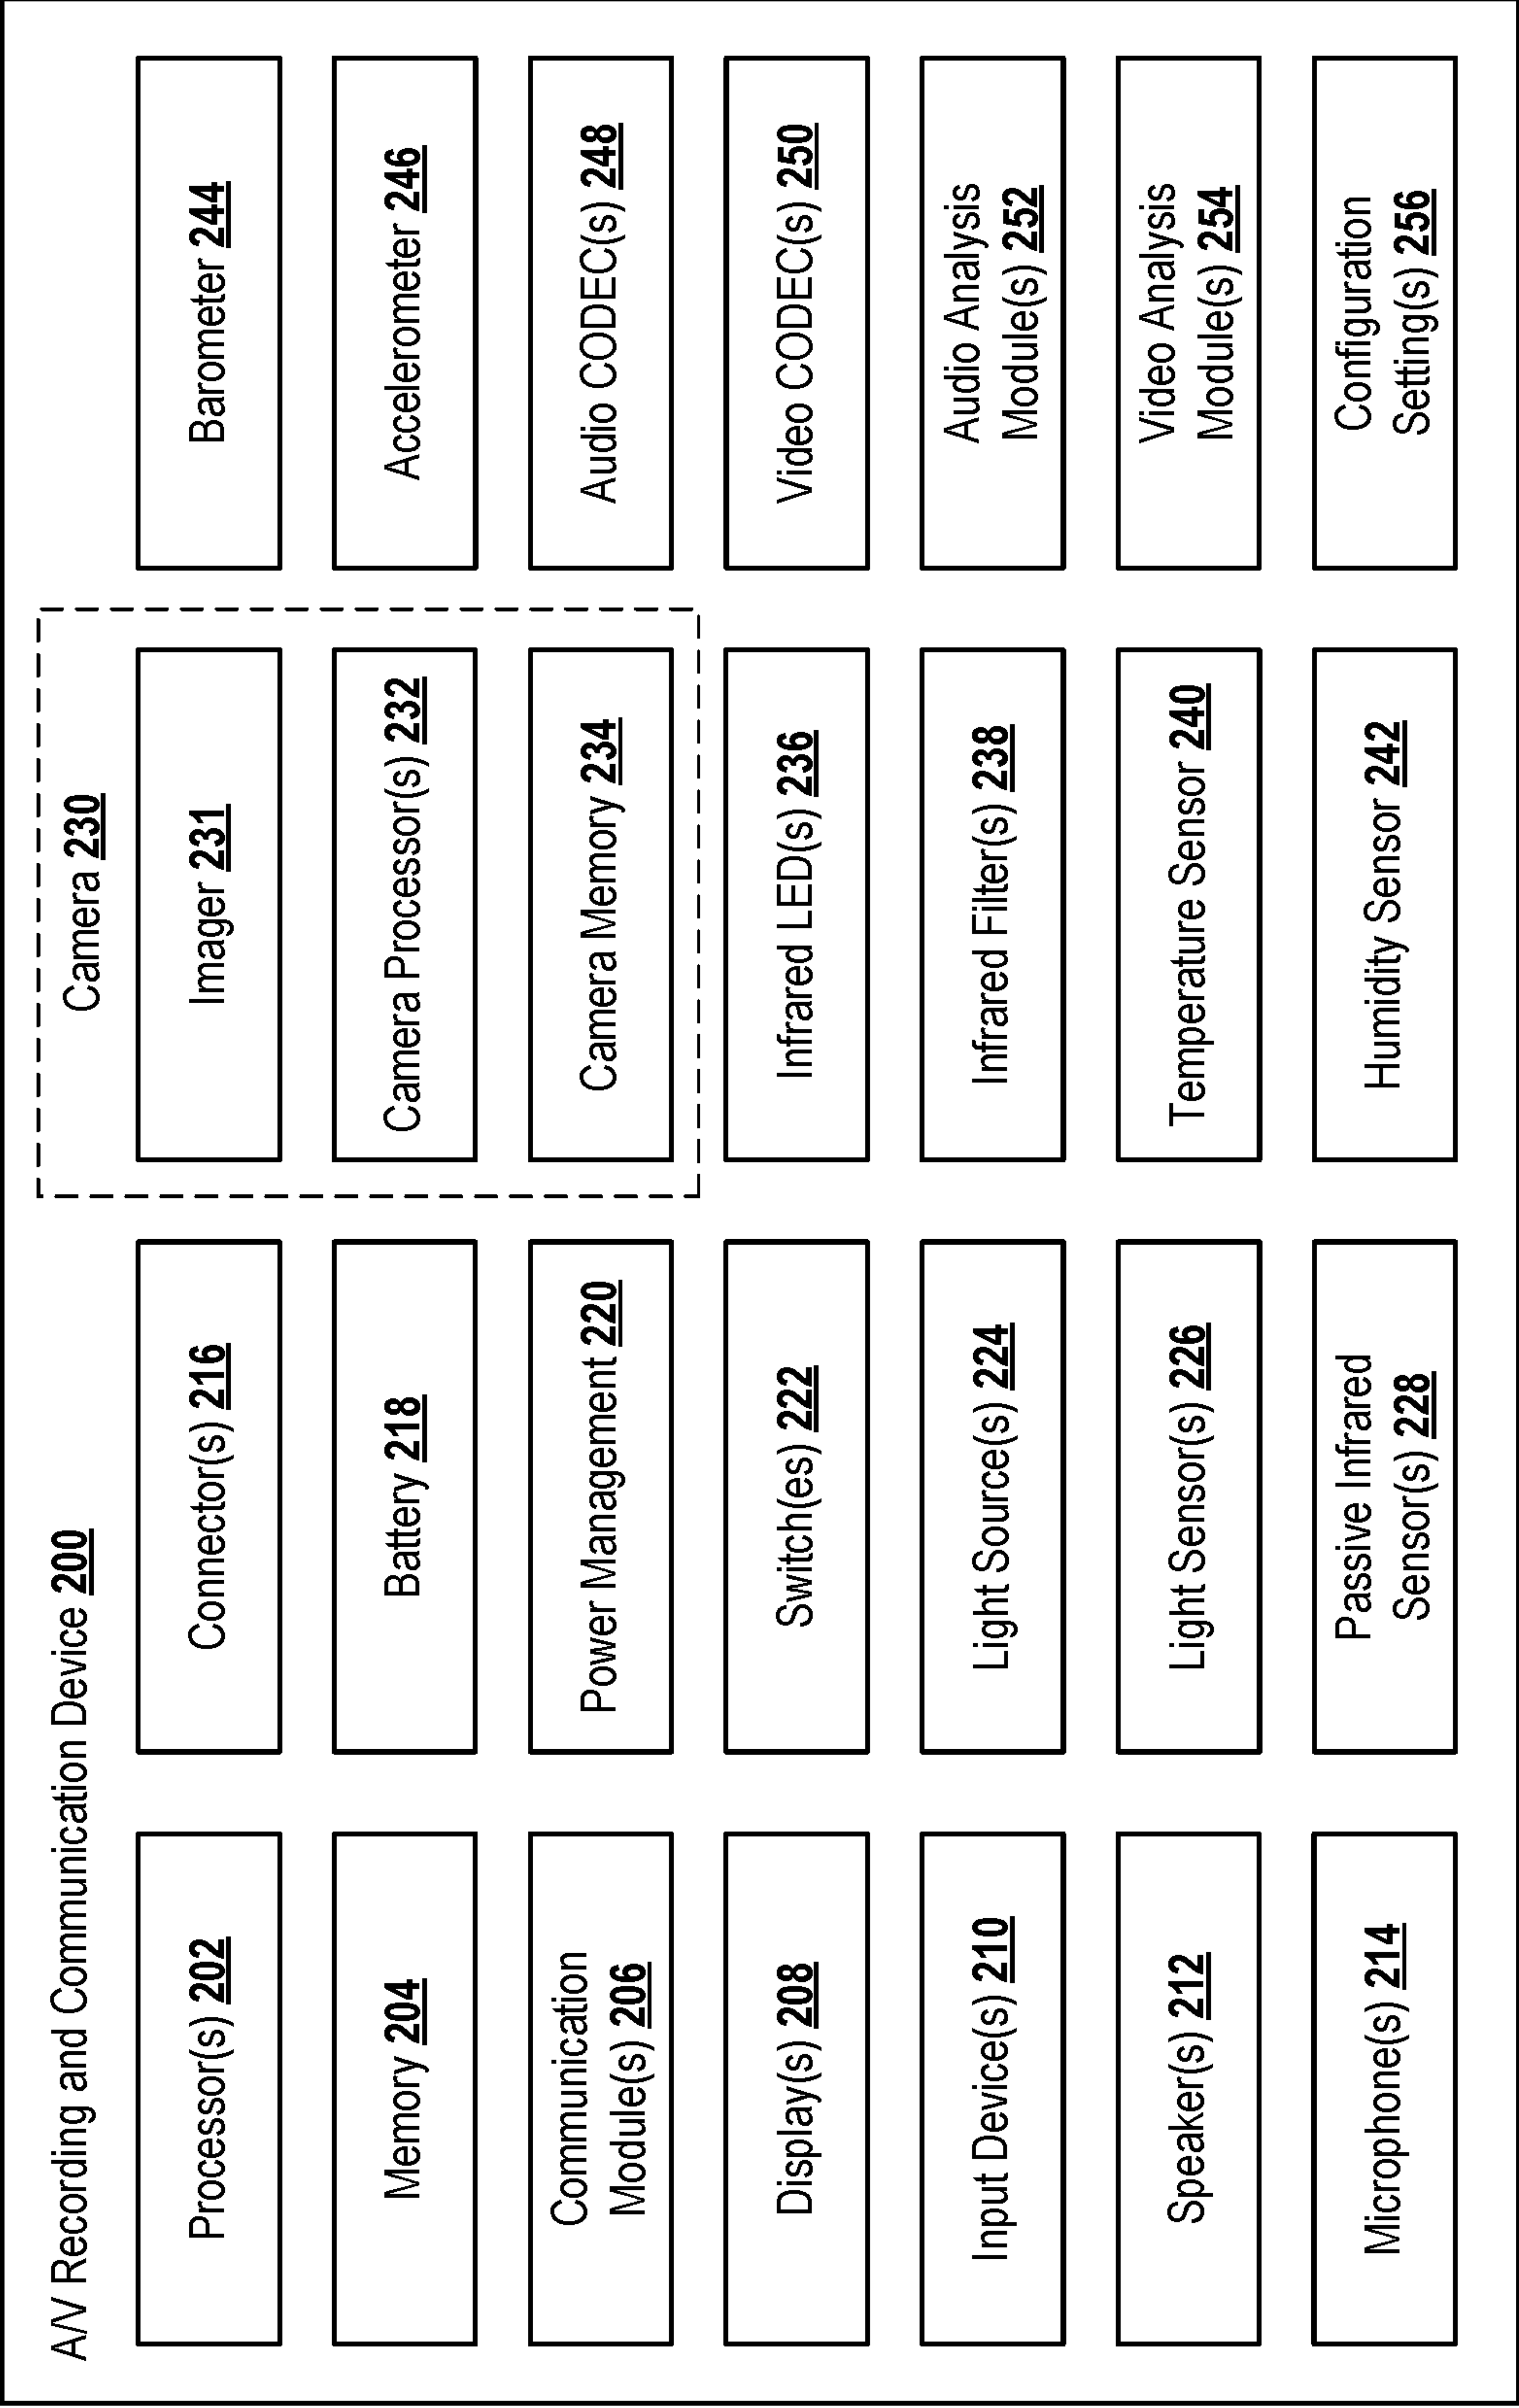 A/V Recording and Communication Device 200
Processor(s) 202
Memory 204
Communication
Module(s) 206
Display(s) 208
Input Device(s) 210
Speaker(s) 212
Microphone(s) 214
Connector(s) 216
Battery 218
Power Management 220
Switch(es) 222
Light Source(s) 224
Light Sensor(s) 226
Passive Infrared
Sensor(s) 228
Camera 230
Imager 231
Camera Processor(s) 232
Camera Memory 234
Infrared LED(s) 236
Infrared Filter(s) 238
Temperature Sensor 240
Humidity Sensor 242
Barometer 244
Accelerometer 246
Audio CODEC(s) 248
Video CODEC(s) 250
Audio Analysis
Module(s) 252
Video Analysis
Module(s) 254
Configuration
Setting(s) 256